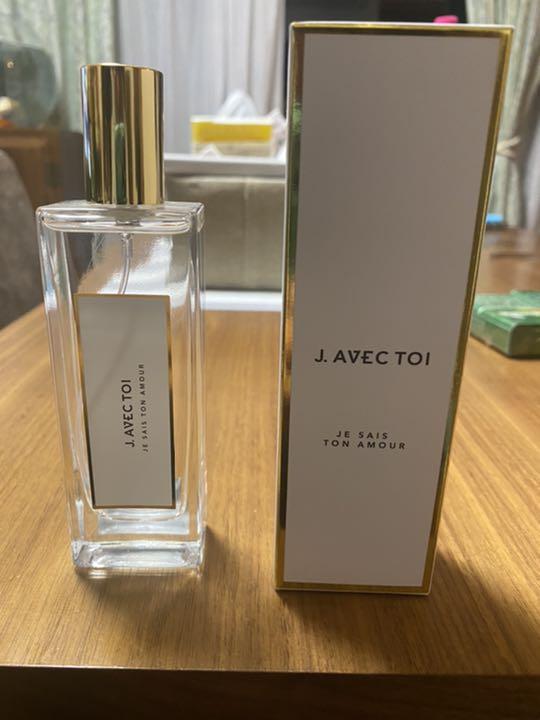 J. AVEC TOI
JE SAIS TON AMOUR
J. AVEC TOI
JE SAIS
TON AMOUR